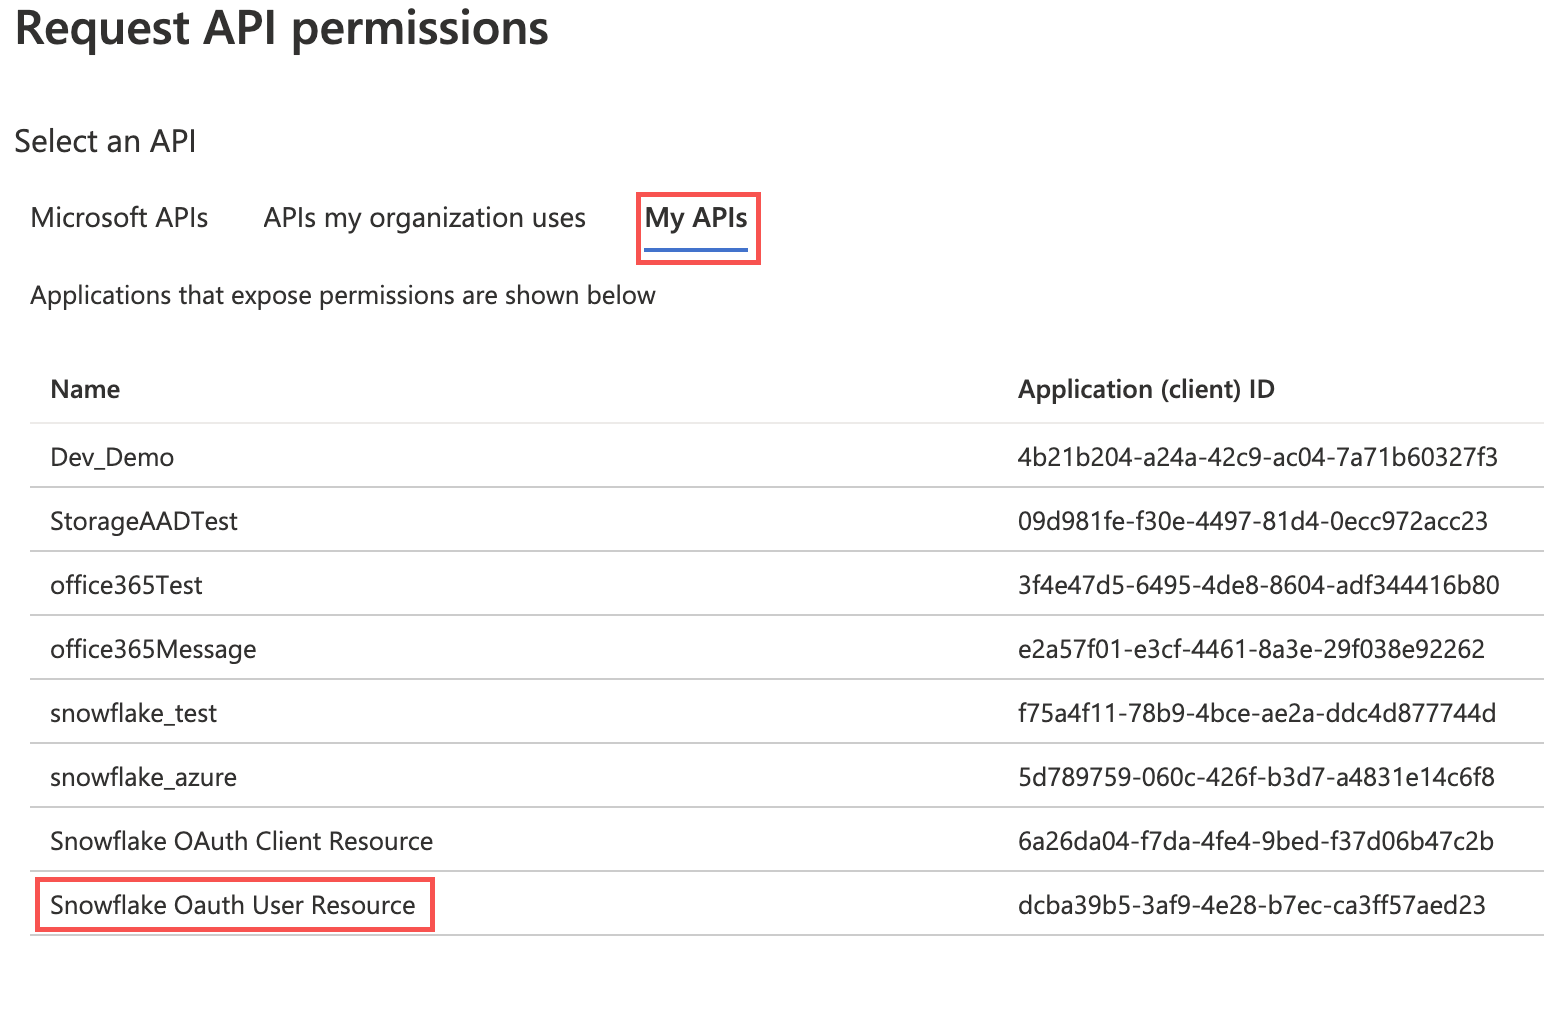 Request API permissions
Select an API
Microsoft APIs APIs my organization uses My APIs
Applications that expose permissions are shown below
Name Application (client) ID
Dev_Demo 4b21b204-a24a-42c9-ac04-7a71b60327f3
StorageAADTest 09d981fe-f30e-4497-81d4-0ecc972acc23
office365Test 3f4e47d5-6495-4de8-8604-adf344416b80
office365Message e2a57f01-e3cf-4461-8a3e-29f038e92262
snowflake_test f75a4f11-78b9-4bce-ae2a-ddc4d877744d
snowflake_azure 5d789759-060c-426f-b3d7-a4831e14c6f8
Snowflake OAuth Client Resource 6a26da04-f7da-4fe4-9bed-f37d06b47c2b
Snowflake Oauth User Resource dcba39b5-3af9-4e28-b7ec-ca3ff57aed23